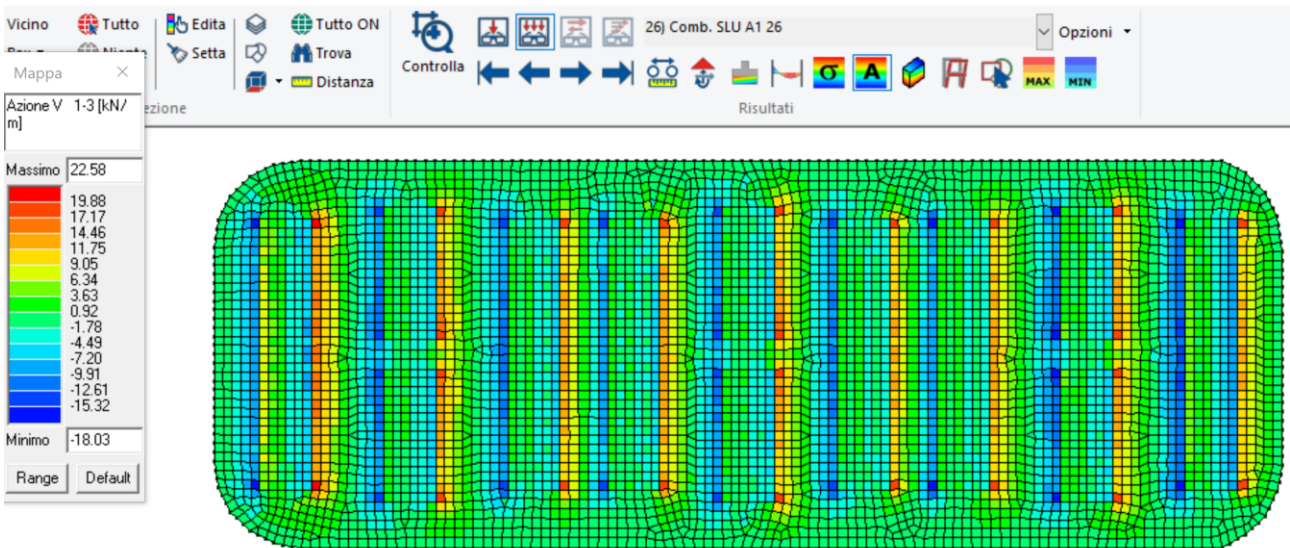 Vicino
Tutto
Edita
Tutto ON
Setta
Trova
Distanza
Controlla
26) Comb. SLU A1 26
Opzioni
σ
A
MAX
MIN
Risultati
ezione
Mappa
Azione V 1-3 [kN/
m]
Massimo 22.58
19.88
17.17
14.46
11.75
9.05
6.34
3.63
0.92
-1.78
-4.49
-7.20
-9.91
-12.61
-15.32
Minimo -18.03
Range Default